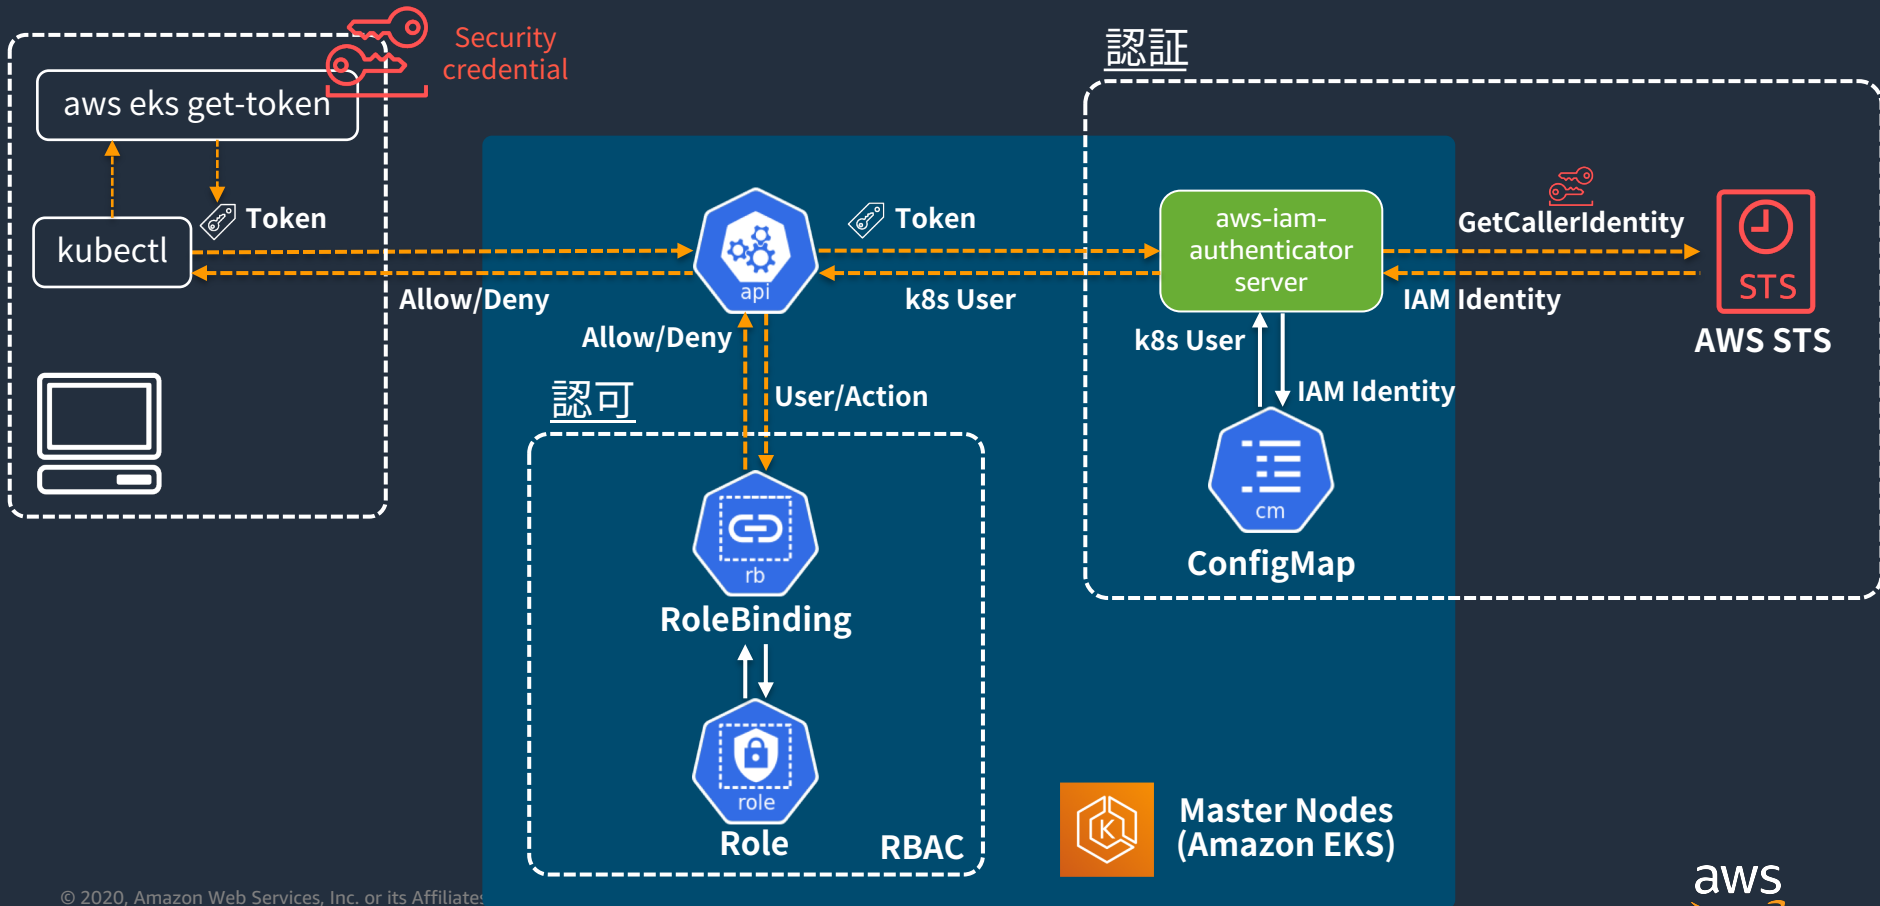 Security
credential
認証
aws eks get-token
kubectl
Token
api
Token
aws-iam-
authenticator
server
GetCallerIdentity
STS
AWS STS
Allow/Deny
k8s User
IAM Identity
Allow/Deny
k8s User
認可
User/Action
IAM Identity
cm
ConfigMap
rb
RoleBinding
role
Role
RBAC
K
Master Nodes
(Amazon EKS)
© 2020, Amazon Web Services, Inc. or its Affiliates
aws